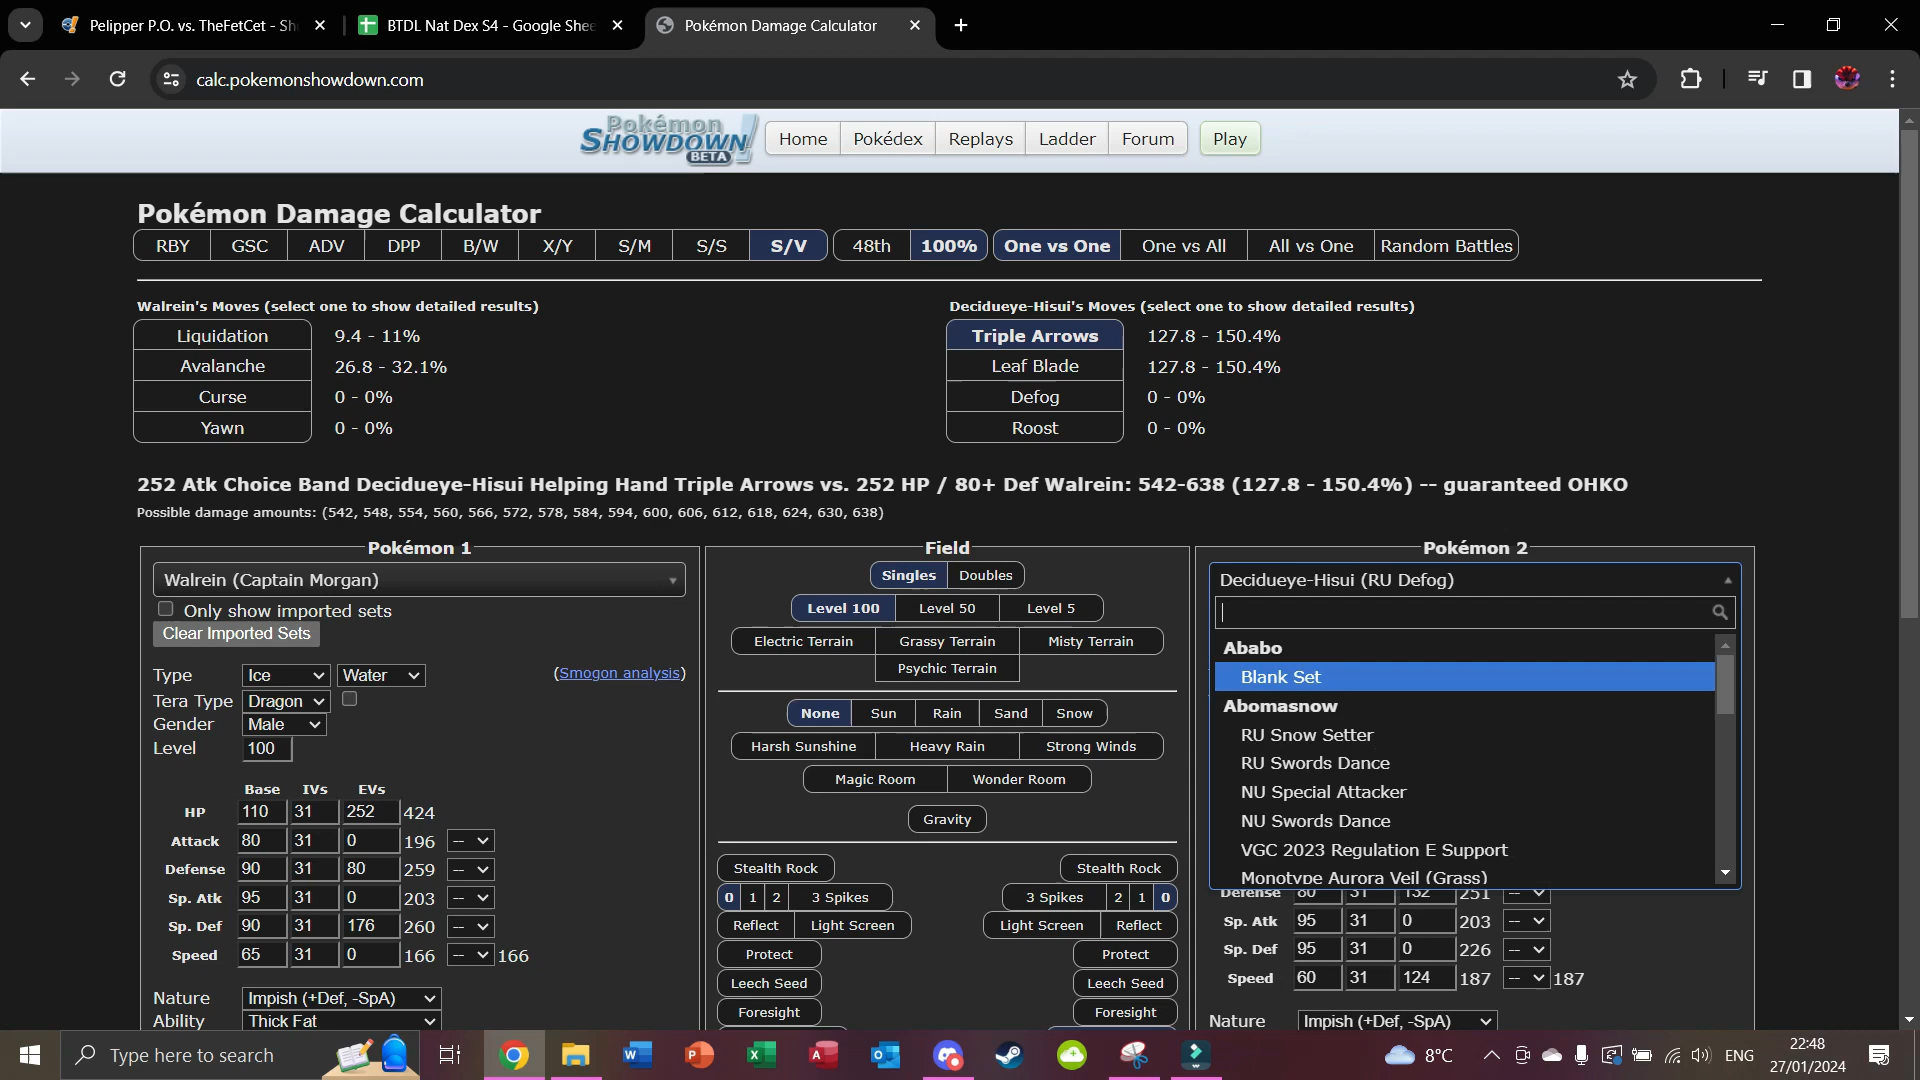 Pelipper P.O. vs. TheFetCet - Sh
BTDL Nat Dex S4 - Google Shee
Pokémon Damage Calculator
calc.pokemonshowdown.com
Pokémon SHOWDOWN! BETA
Home Pokédex Replays Ladder Forum Play
Pokémon Damage Calculator
RBY GSC ADV DPP B/W X/Y S/M S/S S/V 48th 100% One vs One One vs All All vs One Random Battles
Walrein's Moves (select one to show detailed results)
Liquidation 9.4 - 11%
Avalanche 26.8 - 32.1%
Curse 0 - 0%
Yawn 0 - 0%
Decidueye-Hisui's Moves (select one to show detailed results)
Triple Arrows 127.8 - 150.4%
Leaf Blade 127.8 - 150.4%
Defog 0 - 0%
Roost 0 - 0%
252 Atk Choice Band Decidueye-Hisui Helping Hand Triple Arrows vs. 252 HP / 80+ Def Walrein: 542-638 (127.8 - 150.4%) -- guaranteed OHKO
Possible damage amounts: (542, 548, 554, 560, 566, 572, 578, 584, 594, 600, 606, 612, 618, 624, 630, 638)
Pokémon 1
Walrein (Captain Morgan)
Only show imported sets
Clear Imported Sets
Type Ice Water (Smogon analysis)
Tera Type Dragon
Gender Male
Level 100
Base IVs EVs
HP 110 31 252 424
Attack 80 31 0 196 --
Defense 90 31 80 259 --
Sp. Atk 95 31 0 203 --
Sp. Def 90 31 176 260 --
Speed 65 31 0 166 -- 166
Nature Impish (+Def, -SpA)
Ability Thick Fat
Field
Singles Doubles
Level 100 Level 50 Level 5
Electric Terrain Grassy Terrain Misty Terrain
Psychic Terrain
None Sun Rain Sand Snow
Harsh Sunshine Heavy Rain Strong Winds
Magic Room Wonder Room
Gravity
Stealth Rock Stealth Rock
0 1 2 3 Spikes 3 Spikes 2 1 0
Reflect Light Screen Light Screen Reflect
Protect Protect
Leech Seed Leech Seed
Foresight Foresight
Pokémon 2
Decidueye-Hisui (RU Defog)
Ababo
Blank Set
Abomasnow
RU Snow Setter
RU Swords Dance
NU Special Attacker
NU Swords Dance
VGC 2023 Regulation E Support
Monotype Aurora Veil (Grass)
Defense 80 31 132 251 --
Sp. Atk 95 31 0 203 --
Sp. Def 95 31 0 226 --
Speed 60 31 124 187 -- 187
Nature Impish (+Def, -SpA)
Type here to search
8°C
ENG
22:48
27/01/2024